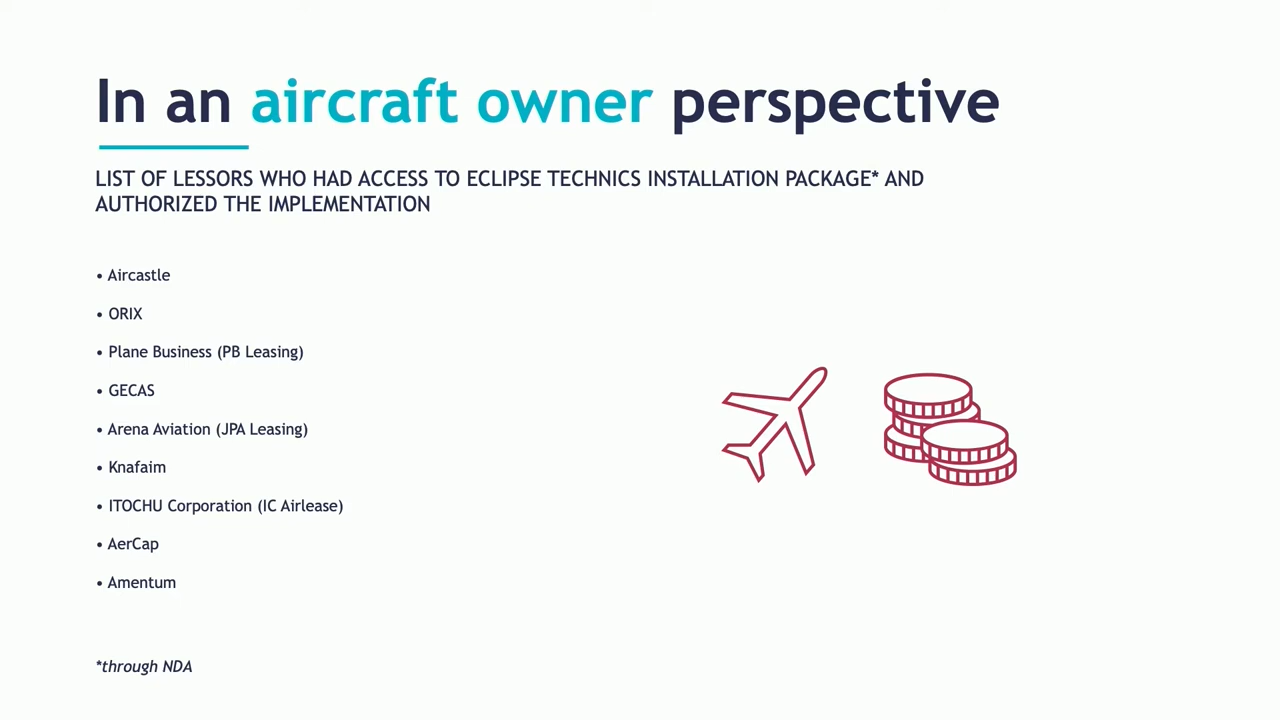 In an aircraft owner perspective
LIST OF LESSORS WHO HAD ACCESS TO ECLIPSE TECHNICS INSTALLATION PACKAGE* AND
AUTHORIZED THE IMPLEMENTATION
• Aircastle
• ORIX
• Plane Business (PB Leasing)
• GECAS
• Arena Aviation (JPA Leasing)
• Knafaim
• ITOCHU Corporation (IC Airlease)
• AerCap
• Amentum
*through NDA